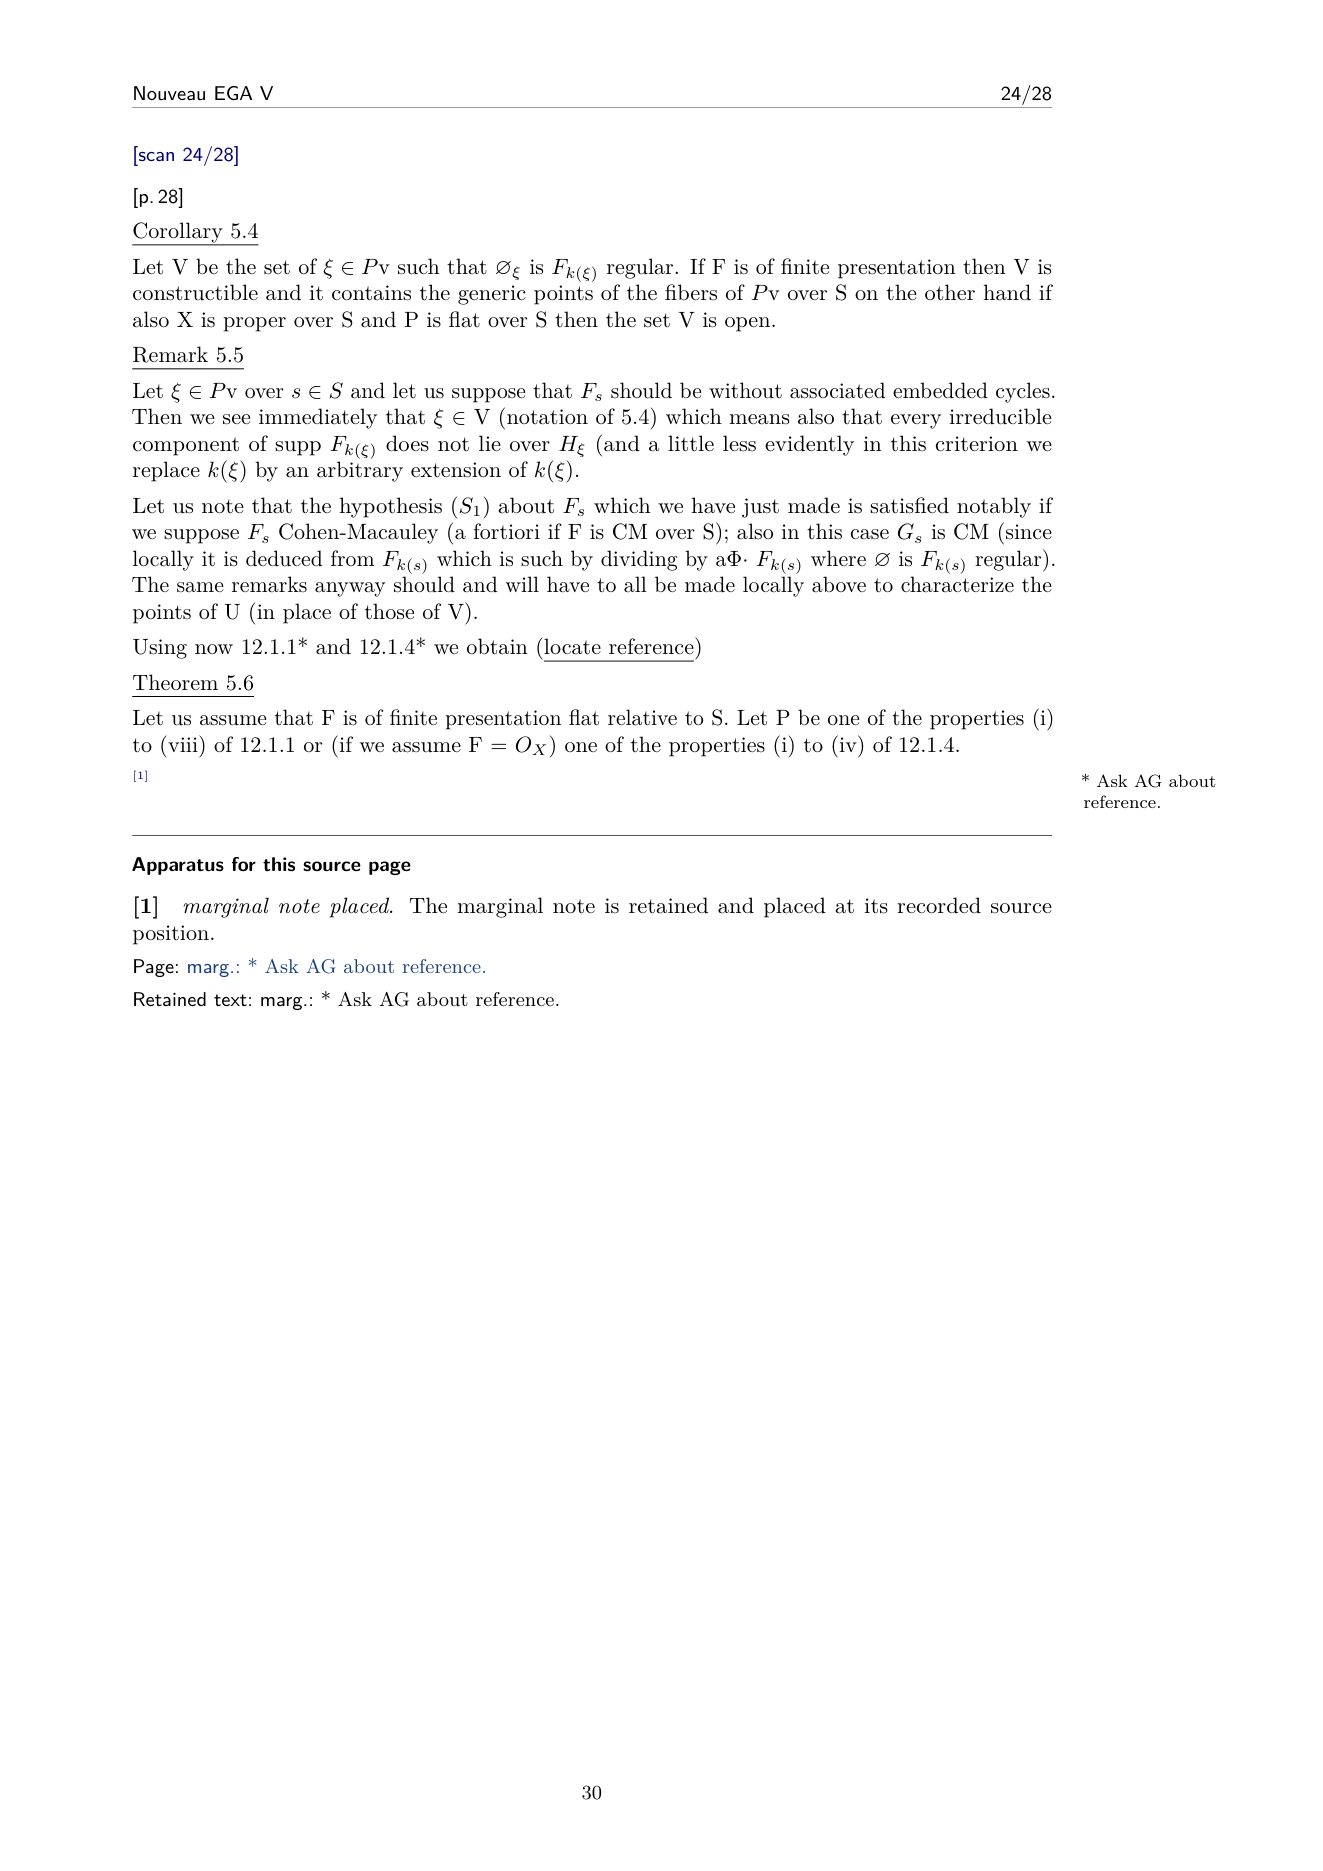 Nouveau EGA V 24/28
[scan 24/28]
[p. 28]
Corollary 5.4
Let V be the set of ξ ∈ Pv such that ∅_ξ is F_{k(ξ)} regular. If F is of finite presentation then V is
constructible and it contains the generic points of the fibers of Pv over S on the other hand if
also X is proper over S and P is flat over S then the set V is open.
Remark 5.5
Let ξ ∈ Pv over s ∈ S and let us suppose that F_s should be without associated embedded cycles.
Then we see immediately that ξ ∈ V (notation of 5.4) which means also that every irreducible
component of supp F_{k(ξ)} does not lie over H_ξ (and a little less evidently in this criterion we
replace k(ξ) by an arbitrary extension of k(ξ).
Let us note that the hypothesis (S_1) about F_s which we have just made is satisfied notably if
we suppose F_s Cohen-Macauley (a fortiori if F is CM over S); also in this case G_s is CM (since
locally it is deduced from F_{k(s)} which is such by dividing by aΦ· F_{k(s)} where ∅ is F_{k(s)} regular).
The same remarks anyway should and will have to all be made locally above to characterize the
points of U (in place of those of V).
Using now 12.1.1* and 12.1.4* we obtain (locate reference)
Theorem 5.6
Let us assume that F is of finite presentation flat relative to S. Let P be one of the properties (i)
to (viii) of 12.1.1 or (if we assume F = O_X) one of the properties (i) to (iv) of 12.1.4.
[1]
* Ask AG about
reference.
Apparatus for this source page
[1] marginal note placed. The marginal note is retained and placed at its recorded source
position.
Page: marg.: * Ask AG about reference.
Retained text: marg.: * Ask AG about reference.
30